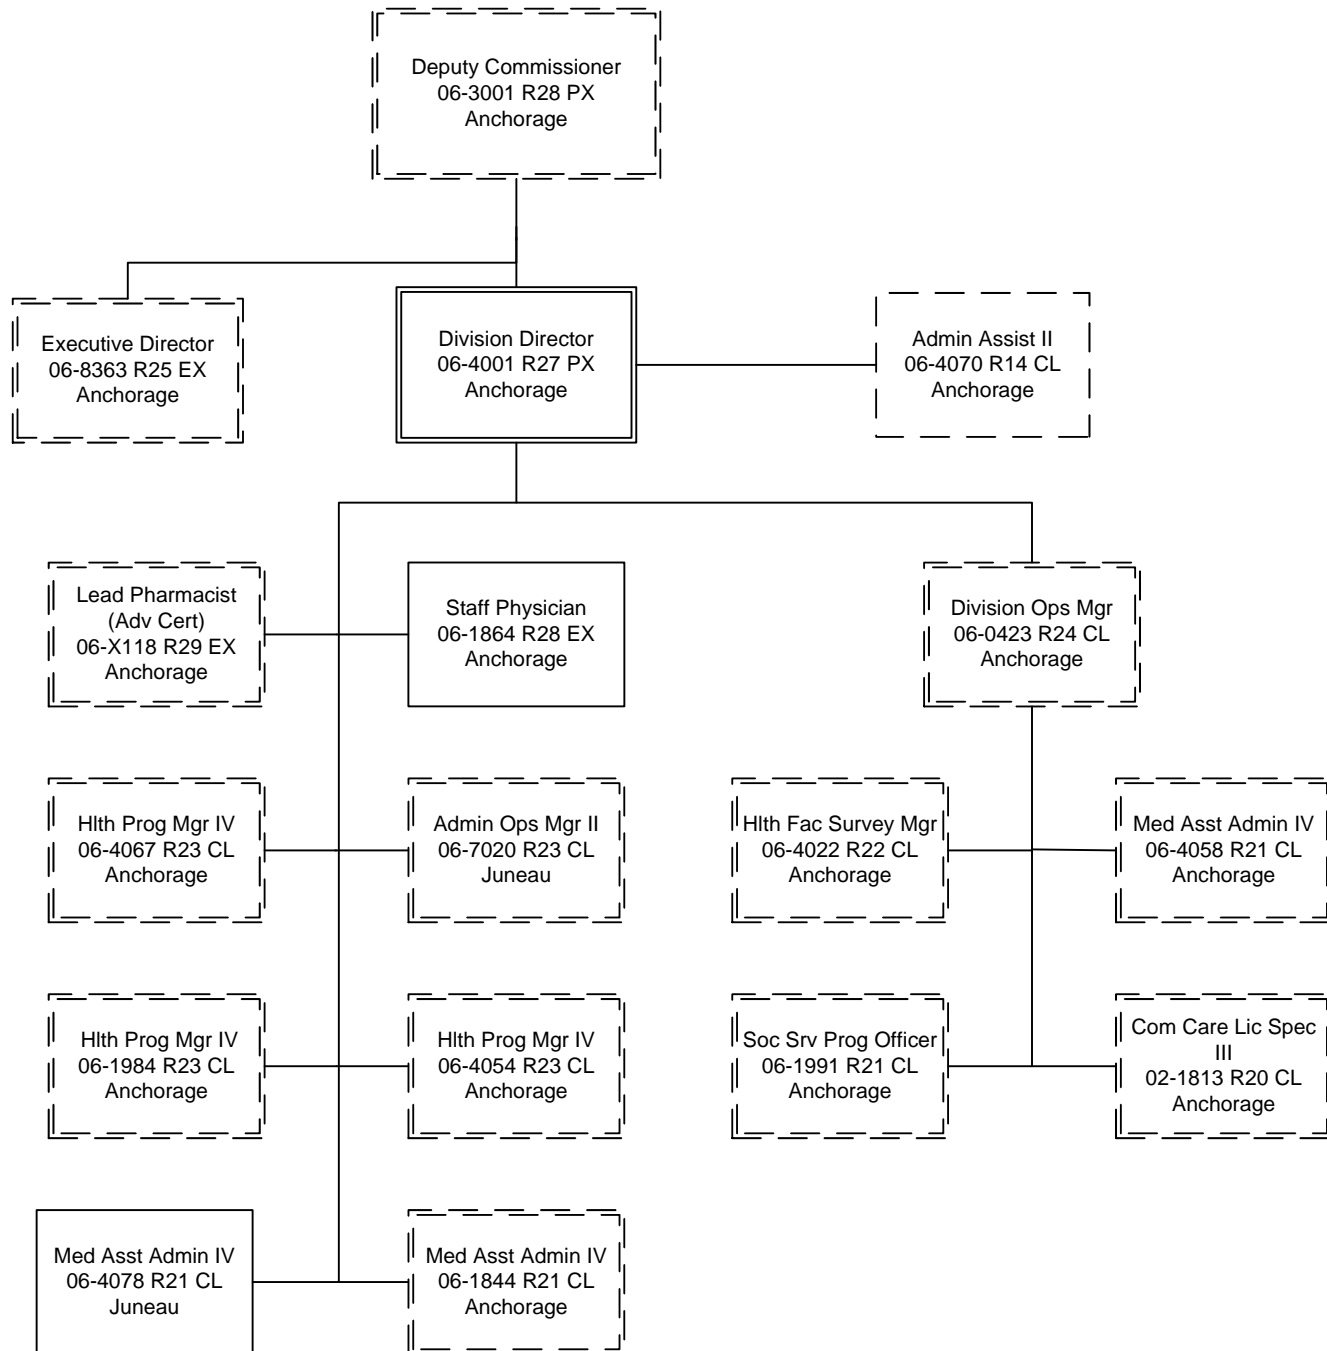 Deputy Commissioner
06-3001 R28 PX
Anchorage
Executive Director
06-8363 R25 EX
Anchorage
Division Director
06-4001 R27 PX
Anchorage
Admin Assist II
06-4070 R14 CL
Anchorage
Lead Pharmacist
(Adv Cert)
06-X118 R29 EX
Anchorage
Staff Physician
06-1864 R28 EX
Anchorage
Division Ops Mgr
06-0423 R24 CL
Anchorage
Hlth Prog Mgr IV
06-4067 R23 CL
Anchorage
Admin Ops Mgr II
06-7020 R23 CL
Juneau
Hlth Fac Survey Mgr
06-4022 R22 CL
Anchorage
Med Asst Admin IV
06-4058 R21 CL
Anchorage
Hlth Prog Mgr IV
06-1984 R23 CL
Anchorage
Hlth Prog Mgr IV
06-4054 R23 CL
Anchorage
Soc Srv Prog Officer
06-1991 R21 CL
Anchorage
Com Care Lic Spec
III
02-1813 R20 CL
Anchorage
Med Asst Admin IV
06-4078 R21 CL
Juneau
Med Asst Admin IV
06-1844 R21 CL
Anchorage